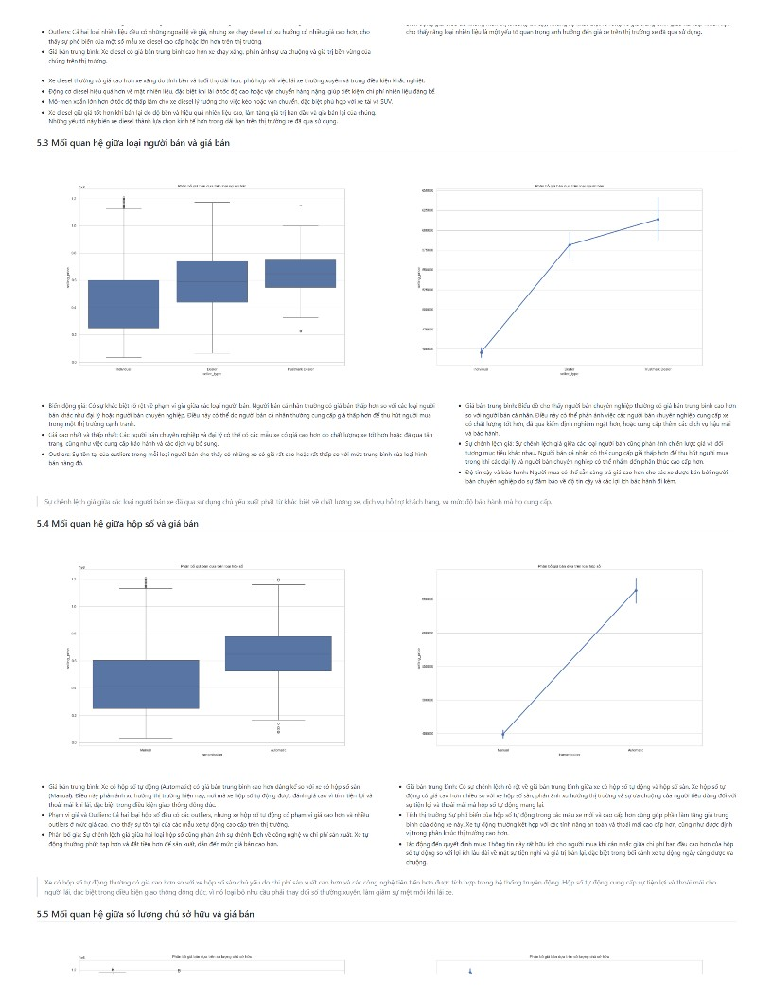 Outliers: Cả hai loại nhiên liệu đều có những ngoại lệ về giá, nhưng xe chạy diesel có xu hướng có nhiều giá cao hơn, cho
thấy sự phổ biến của một số mẫu xe diesel cao cấp hoặc lớn hơn trên thị trường.
Giá bán trung bình: Xe diesel có giá bán trung bình cao hơn xe chạy xăng, phản ánh sự ưa chuộng và giá trị bền vững của
chúng trên thị trường.
cho thấy rằng loại nhiên liệu là một yếu tố quan trọng ảnh hưởng đến giá xe trên thị trường xe đã qua sử dụng.
Xe diesel thường có giá cao hơn xe xăng do tính bền và tuổi thọ dài hơn, phù hợp với việc lái xe thường xuyên và trong điều kiện khắc nghiệt.
Động cơ diesel hiệu quả hơn về mặt nhiên liệu, đặc biệt khi lái ở tốc độ cao hoặc vận chuyển hàng nặng, giúp tiết kiệm chi phí nhiên liệu đáng kể.
Mô-men xoắn lớn hơn ở tốc độ thấp làm cho xe diesel lý tưởng cho việc kéo hoặc vận chuyển, đặc biệt phù hợp với xe tải và SUV.
Xe diesel giữ giá tốt hơn khi bán lại do độ bền và hiệu quả nhiên liệu cao, làm tăng giá trị ban đầu và giá bán lại của chúng.
Những yếu tố này biến xe diesel thành lựa chọn kinh tế hơn trong dài hạn trên thị trường xe đã qua sử dụng.
5.3 Mối quan hệ giữa loại người bán và giá bán
Phân bố giá bán dựa trên loại người bán
1e6
1.2
1.0
0.8
0.6
0.4
0.2
0.0
selling_price
Individual
Dealer
Trustmark Dealer
seller_type
Phân bố giá bán dựa trên loại người bán
selling_price
Individual
Dealer
Trustmark Dealer
seller_type
Biến động giá: Có sự khác biệt rõ rệt về phạm vi giá giữa các loại người bán. Người bán cá nhân thường có giá bán thấp hơn so với các loại người
bán khác như đại lý hoặc người bán chuyên nghiệp. Điều này có thể do người bán cá nhân thường cung cấp giá thấp hơn để thu hút người mua
trong một thị trường cạnh tranh.
Giá cao nhất và thấp nhất: Các người bán chuyên nghiệp và đại lý có thể có các mẫu xe có giá cao hơn do chất lượng xe tốt hơn hoặc đã qua tân
trang, cũng như việc cung cấp bảo hành và các dịch vụ bổ sung.
Outliers: Sự tồn tại của outliers trong mỗi loại người bán cho thấy có những xe có giá rất cao hoặc rất thấp so với mức trung bình của loại hình
bán hàng đó.
Giá bán trung bình: Biểu đồ cho thấy người bán chuyên nghiệp thường có giá bán trung bình cao hơn
so với người bán cá nhân. Điều này có thể phản ánh việc các người bán chuyên nghiệp cung cấp xe
có chất lượng tốt hơn, đã qua kiểm định nghiêm ngặt hơn, hoặc cung cấp thêm các dịch vụ hậu mãi
và bảo hành.
Sự chênh lệch giá: Sự chênh lệch giá giữa các loại người bán cũng phản ánh chiến lược giá và đối
tượng mục tiêu khác nhau. Người bán cá nhân có thể cung cấp giá thấp hơn để thu hút người mua
trong khi các đại lý và người bán chuyên nghiệp có thể nhắm đến phân khúc cao cấp hơn.
Độ tin cậy và bảo hành: Người mua có thể sẵn sàng trả giá cao hơn cho các xe được bán bởi người
bán chuyên nghiệp do sự đảm bảo về độ tin cậy và các lợi ích bảo hành đi kèm.
Sự chênh lệch giá giữa các loại người bán xe đã qua sử dụng chủ yếu xuất phát từ khác biệt về chất lượng xe, dịch vụ hỗ trợ khách hàng, và mức độ bảo hành mà họ cung cấp.
5.4 Mối quan hệ giữa hộp số và giá bán
Phân bố giá bán dựa trên loại hộp số
1e6
1.2
1.0
0.8
0.6
0.4
0.2
0.0
selling_price
Manual
Automatic
transmission
Phân bố giá bán dựa trên loại hộp số
selling_price
Manual
Automatic
transmission
Giá bán trung bình: Xe có hộp số tự động (Automatic) có giá bán trung bình cao hơn đáng kể so với xe có hộp số sàn
(Manual). Điều này phản ánh xu hướng thị trường hiện nay, nơi mà xe hộp số tự động được đánh giá cao vì tính tiện lợi và
thoải mái khi lái, đặc biệt trong điều kiện giao thông đông đúc.
Phạm vi giá và Outliers: Cả hai loại hộp số đều có các outliers, nhưng xe hộp số tự động có phạm vi giá cao hơn và nhiều
outliers ở mức giá cao, cho thấy sự tồn tại của các mẫu xe tự động cao cấp trên thị trường.
Phân bố giá: Sự chênh lệch giá giữa hai loại hộp số cũng phản ánh sự chênh lệch về công nghệ và chi phí sản xuất. Xe tự
động thường phức tạp hơn và đắt tiền hơn để sản xuất, dẫn đến mức giá bán cao hơn.
Giá bán trung bình: Có sự chênh lệch rõ rệt về giá bán trung bình giữa xe có hộp số tự động và hộp số sàn. Xe hộp số tự
động có giá cao hơn nhiều so với xe hộp số sàn, phản ánh xu hướng thị trường và sự ưa chuộng của người tiêu dùng đối với
sự tiện lợi và thoải mái mà hộp số tự động mang lại.
Tình thị trường: Sự phổ biến của hộp số tự động trong các mẫu xe mới và cao cấp hơn cũng góp phần làm tăng giá trung
bình của dòng xe này. Xe tự động thường kết hợp với các tính năng an toàn và thoải mái cao cấp hơn, cũng như được định
vị trong phân khúc thị trường cao hơn.
Tác động đến quyết định mua: Thông tin này rất hữu ích cho người mua khi cân nhắc giữa chi phí ban đầu cao hơn của hộp
số tự động so với lợi ích lâu dài về mặt sự tiện nghi và giá trị bán lại, đặc biệt trong bối cảnh xe tự động ngày càng được ưa
chuộng.
Xe có hộp số tự động thường có giá cao hơn so với xe hộp số sàn chủ yếu do chi phí sản xuất cao hơn và các công nghệ tiên tiến hơn được tích hợp trong hệ thống truyền động. Hộp số tự động cung cấp sự tiện lợi và thoải mái cho
người lái, đặc biệt trong điều kiện giao thông đông đúc, vì nó loại bỏ nhu cầu phải thay đổi số thường xuyên, làm giảm sự mệt mỏi khi lái xe.
5.5 Mối quan hệ giữa số lượng chủ sở hữu và giá bán
Phân bố giá bán dựa trên số lượng chủ sở hữu
1e6
1.2
Phân bố giá bán dựa trên số lượng chủ sở hữu